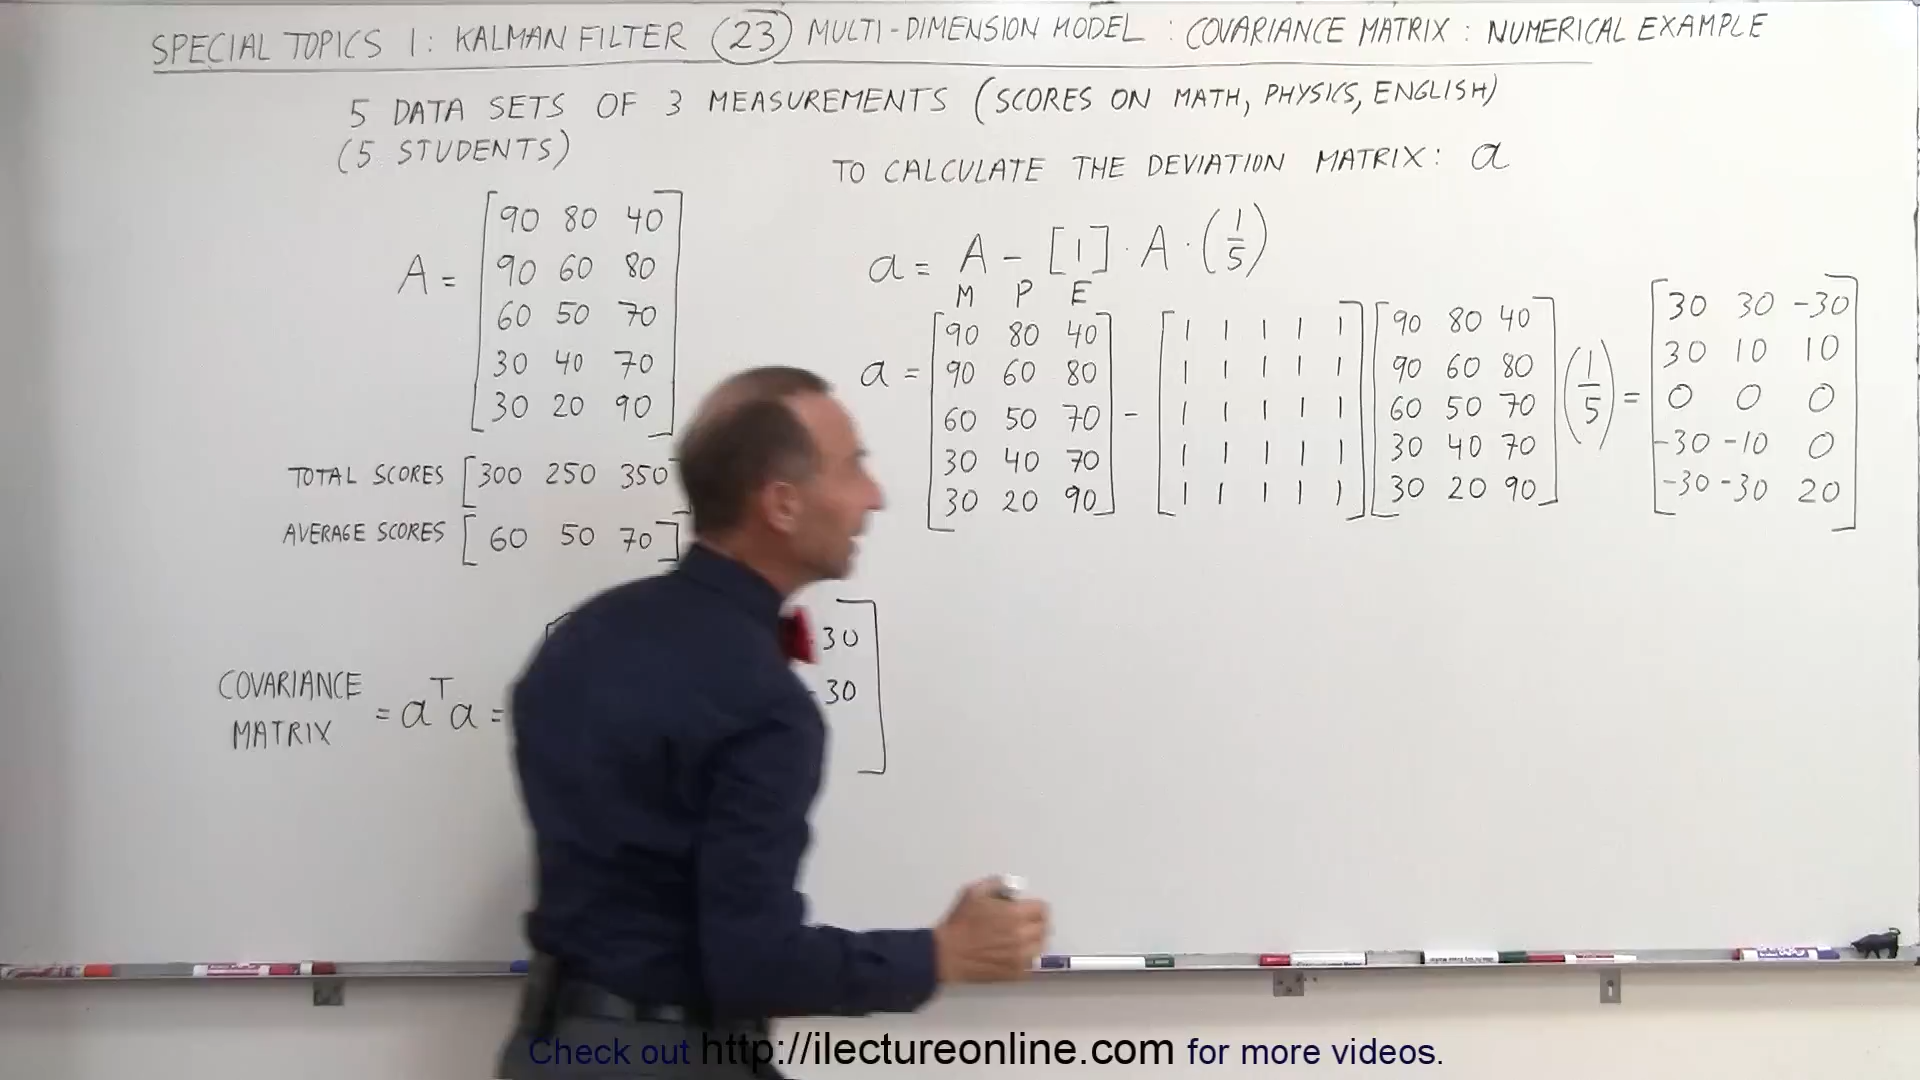 SPECIAL TOPICS 1: KALMAN FILTER (23) MULTI-DIMENSION MODEL : COVARIANCE MATRIX : NUMERICAL EXAMPLE
5 DATA SETS OF 3 MEASUREMENTS (SCORES ON MATH, PHYSICS, ENGLISH)
(5 STUDENTS)
A =
90 80 40
90 60 80
60 50 70
30 40 70
30 20 90
TOTAL SCORES [300 250 350
AVERAGE SCORES [60 50 70]
TO CALCULATE THE DEVIATION MATRIX: a
a = A - [1] · A · (1/5)
M P E
a =
90 80 40
90 60 80
60 50 70
30 40 70
30 20 90
-
1 1 1 1 1
1 1 1 1 1
1 1 1 1 1
1 1 1 1 1
1 1 1 1 1
90 80 40
90 60 80
60 50 70
30 40 70
30 20 90
(1/5) =
30 30 -30
30 10 10
0 0 0
-30 -10 0
-30 -30 20
COVARIANCE MATRIX = aᵀa =
30
-30
Check out http://ilectureonline.com for more videos.